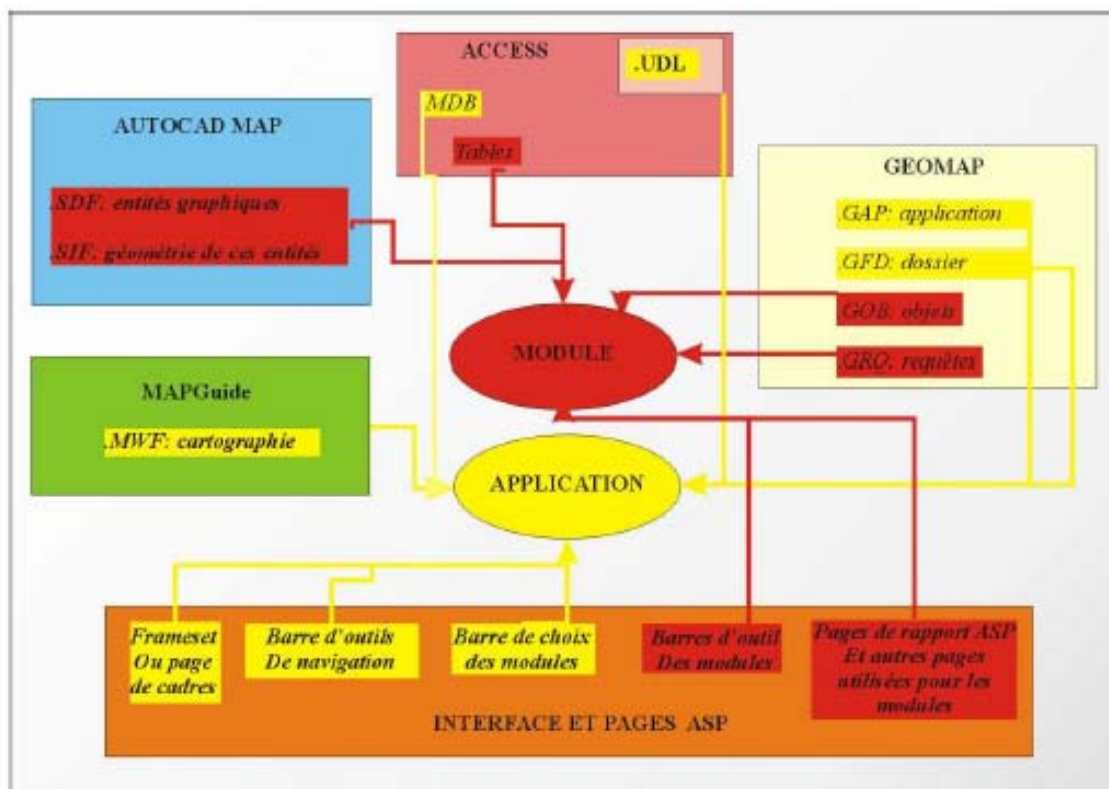 ACCESS
.UDL
MDB
Tables
AUTOCAD MAP
.SDF: entités graphiques
.SIF. géométrie de ces entités
GEOMAP
.GAP: application
.GFD: dossier
.GOB: objets
.GRQ. requêtes
MODULE
MAPGuide
.MWF: cartographie
APPLICATION
Frameset
Ou page
de cadres
Barre d'outils
De navigation
Barre de choix
des modules
Barres d'outil
Des modules
Pages de rapport ASP
Et autres pages
utilisées pour les
modules
INTERFACE ET PAGES ASP